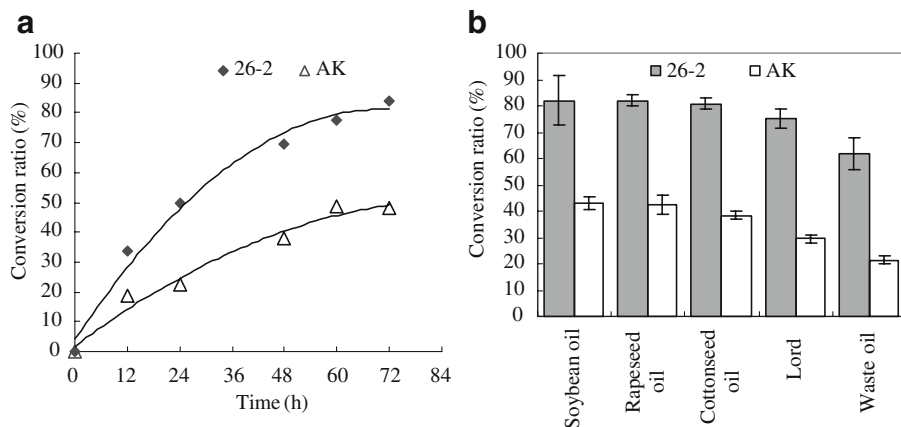 a
Conversion ratio (%)
100
90
80
70
60
50
40
30
20
10
0
26-2 AK
0 12 24 36 48 60 72 84
Time (h)
b
Conversion ratio (%)
100
90
80
70
60
50
40
30
20
10
0
26-2 AK
Soybean oil
Rapeseed
oil
Cottonseed
oil
Lord
Waste oil